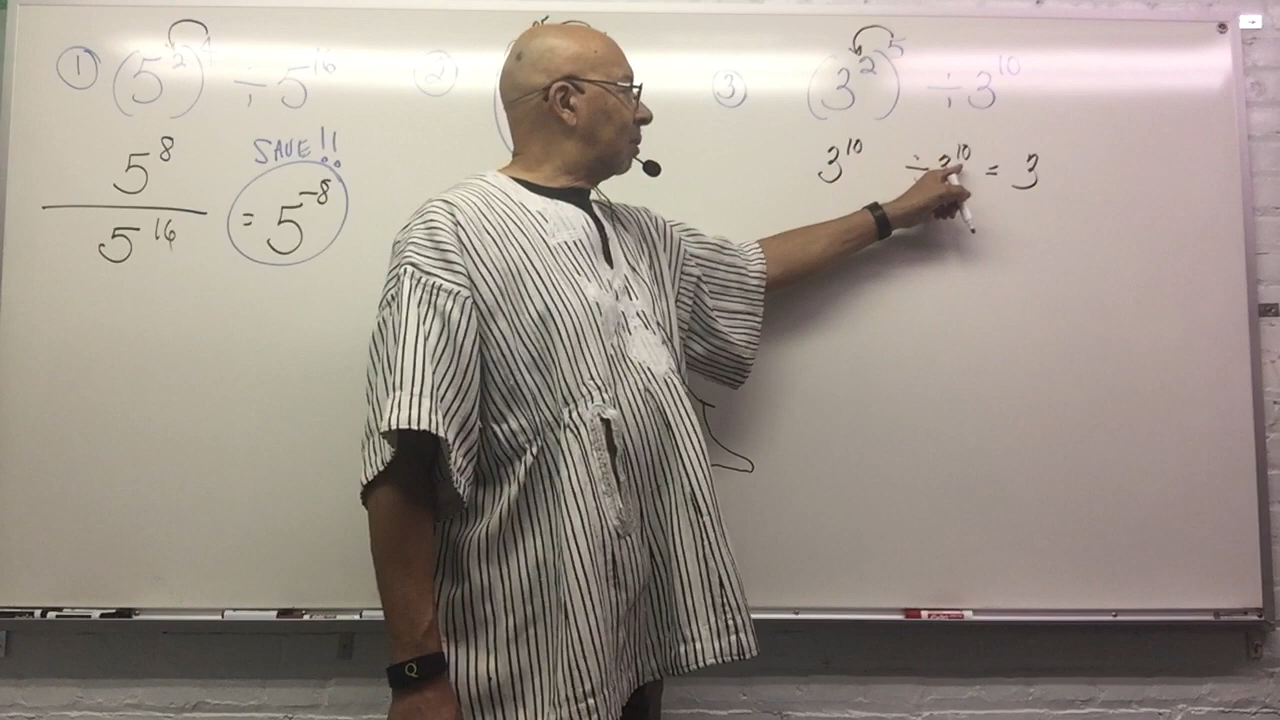 ① (5²)⁴ ÷ 5¹⁶
5⁸
5¹⁶
SAVE!!
= 5⁻⁸
②
③ (3²)⁵ ÷ 3¹⁰
3¹⁰ ÷ 3¹⁰ = 3
Q